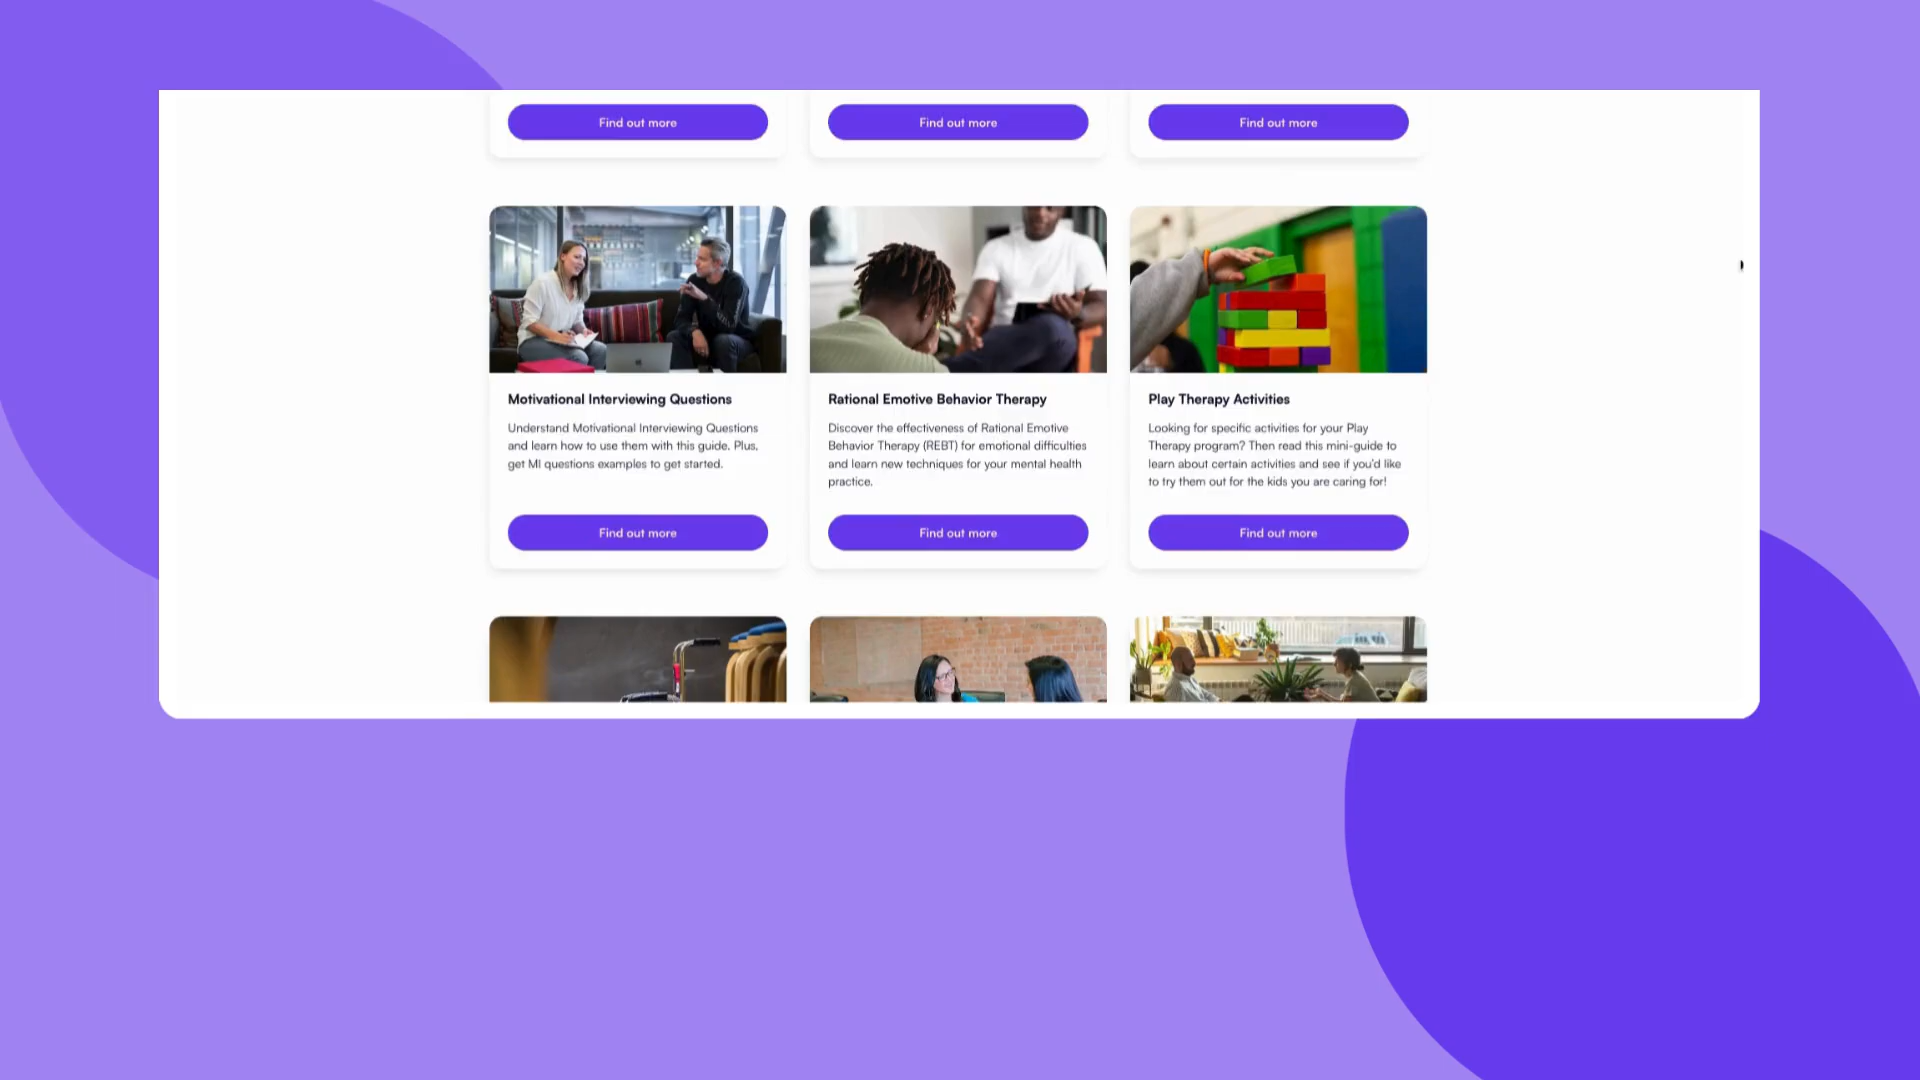 Find out more
Find out more
Find out more
Motivational Interviewing Questions
Understand Motivational Interviewing Questions
and learn how to use them with this guide. Plus,
get MI questions examples to get started.
Find out more
Rational Emotive Behavior Therapy
Discover the effectiveness of Rational Emotive
Behavior Therapy (REBT) for emotional difficulties
and learn new techniques for your mental health
practice.
Find out more
Play Therapy Activities
Looking for specific activities for your Play
Therapy program? Then read this mini-guide to
learn about certain activities and see if you'd like
to try them out for the kids you are caring for!
Find out more